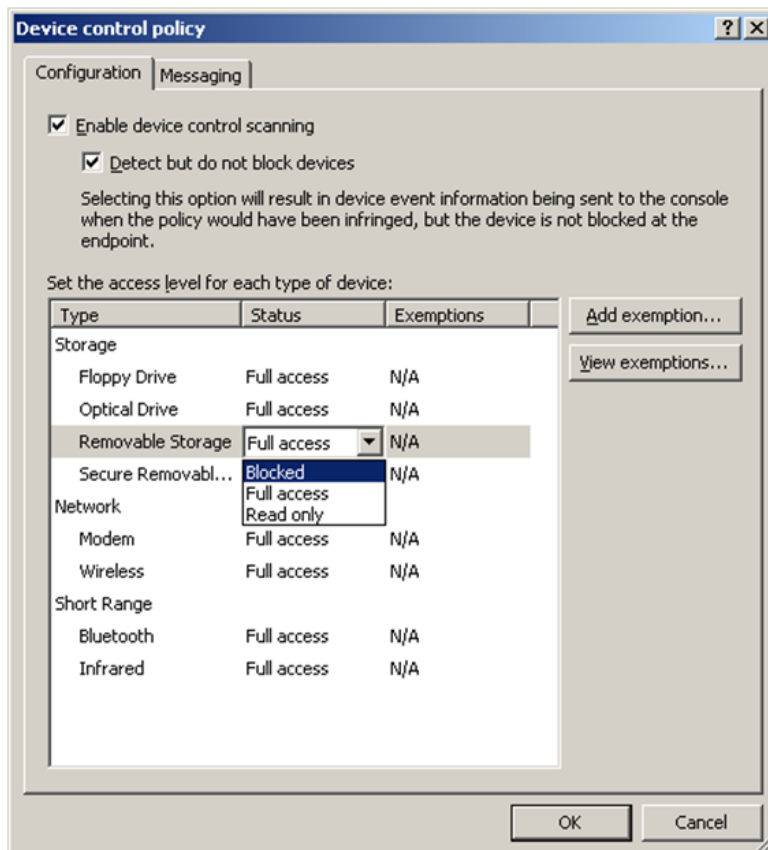 Device control policy
Configuration Messaging
Enable device control scanning
Detect but do not block devices
Selecting this option will result in device event information being sent to the console
when the policy would have been infringed, but the device is not blocked at the
endpoint.
Set the access level for each type of device:
Type Status Exemptions
Add exemption...
Storage
View exemptions...
Floppy Drive Full access N/A
Optical Drive Full access N/A
Removable Storage Full access N/A
Secure Removabl... Blocked N/A
Full access
Network
Read only
Modem Full access N/A
Wireless Full access N/A
Short Range
Bluetooth Full access N/A
Infrared Full access N/A
OK Cancel